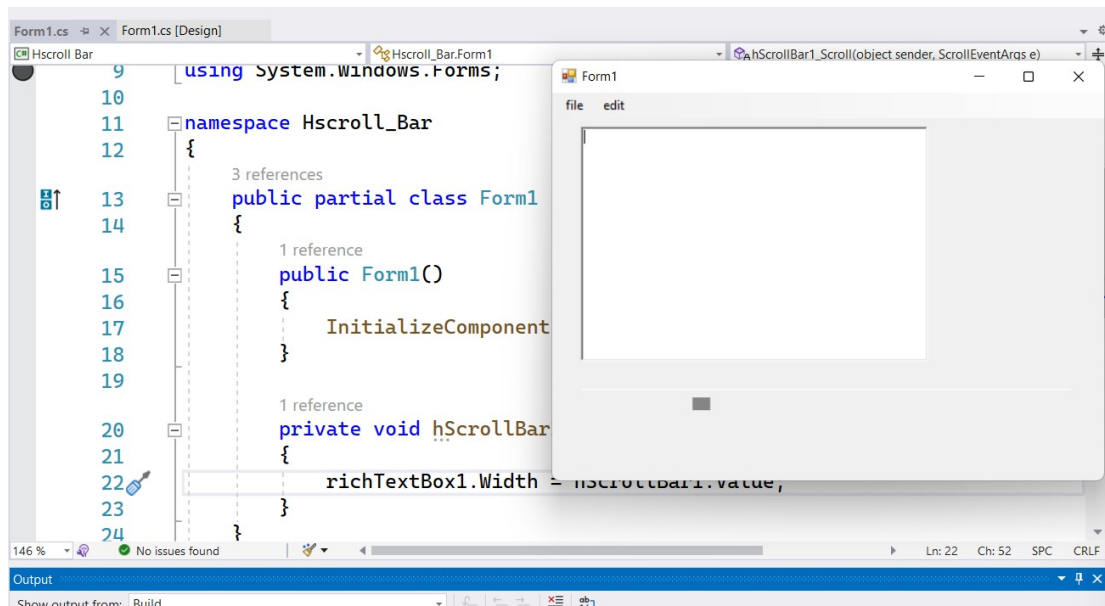 Form1.cs Form1.cs [Design]
C# Hscroll Bar Hscroll_Bar.Form1 hScrollBar1_Scroll(object sender, ScrollEventArgs e)
9 using System.Windows.Forms;
10
11 namespace Hscroll_Bar
12 {
3 references
13 public partial class Form1
14 {
1 reference
15 public Form1()
16 {
17 InitializeComponent
18 }
19
1 reference
20 private void hScrollBar
21 {
22 richTextBox1.Width = hScrollBar1.Value;
23 }
24 }
Form1
file edit
146 % No issues found Ln: 22 Ch: 52 SPC CRLF
Output
Show output from: Build